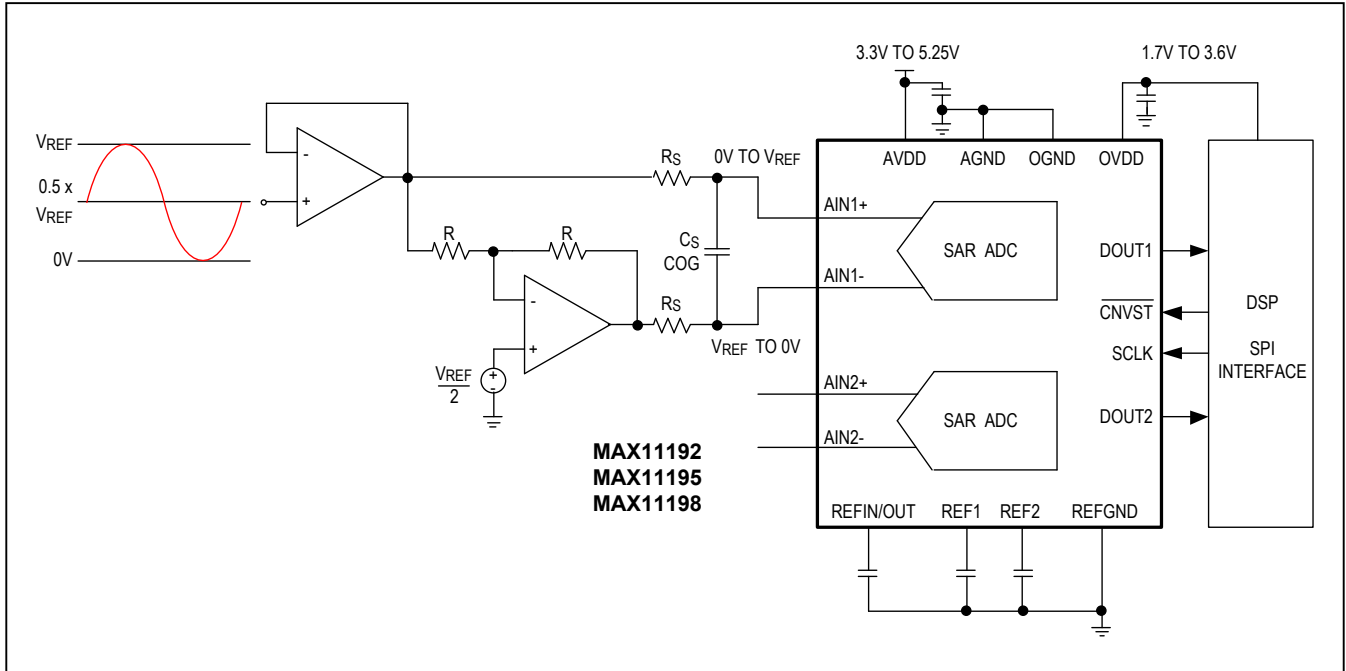 3.3V TO 5.25V
1.7V TO 3.6V
VREF
0.5 x
VREF
0V
-
+
RS
0V TO VREF
AVDD
AGND
OGND
OVDD
AIN1+
SAR ADC
DOUT1
R
R
CS
COG
AIN1-
CNVST
DSP
-
+
RS
VREF TO 0V
SCLK
SPI
INTERFACE
VREF
2
+
-
AIN2+
SAR ADC
DOUT2
AIN2-
MAX11192
MAX11195
MAX11198
REFIN/OUT
REF1
REF2
REFGND